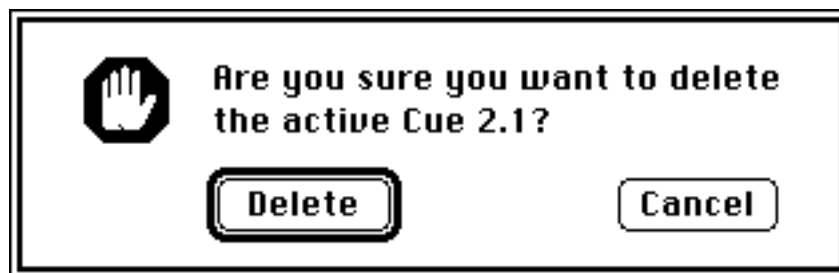 Are you sure you want to delete
the active Cue 2.1?
Delete
Cancel